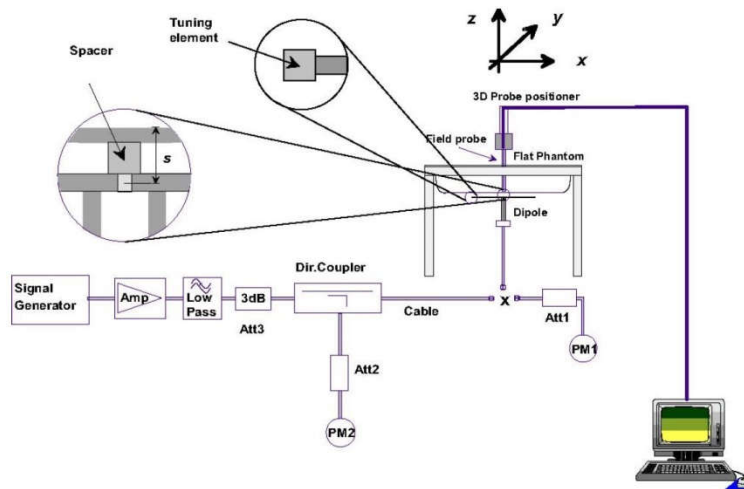 Tuning
element
Spacer
s
z
y
x
3D Probe positioner
Field probe
Flat Phantom
Dipole
Signal
Generator
Amp
Low
Pass
3dB
Att3
Dir.Coupler
Cable
x
Att1
PM1
Att2
PM2